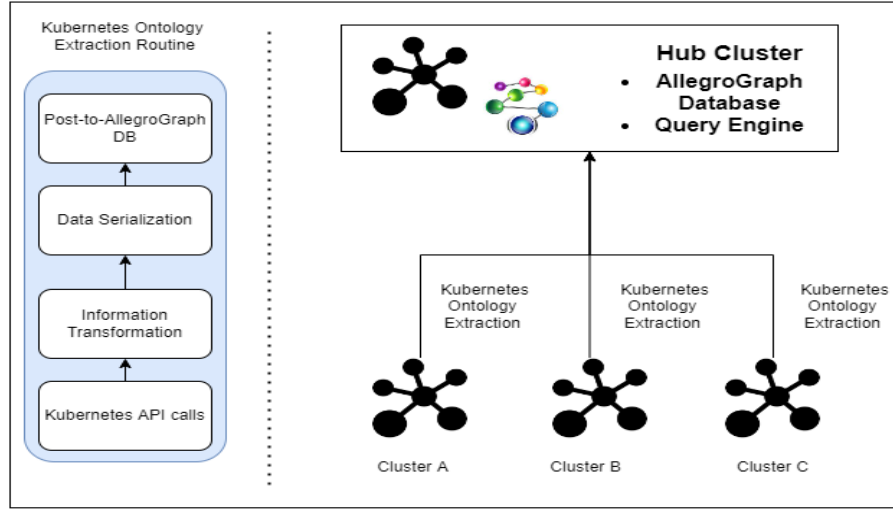 Kubernetes Ontology
Extraction Routine
Post-to-AllegroGraph
DB
Data Serialization
Information
Transformation
Kubernetes API calls
Hub Cluster
• AllegroGraph
Database
• Query Engine
Kubernetes
Ontology
Extraction
Kubernetes
Ontology
Extraction
Kubernetes
Ontology
Extraction
Cluster A
Cluster B
Cluster C